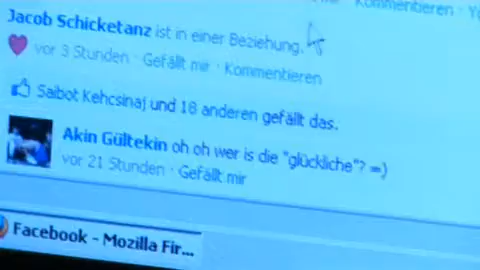 Kommentieren ·
Jacob Schicketanz ist in einer Beziehung.
vor 3 Stunden · Gefällt mir · Kommentieren
Saibot Kehcsinaj und 18 anderen gefällt das.
Akin Gültekin oh oh wer is die "glückliche"? =)
vor 21 Stunden · Gefällt mir
Facebook - Mozilla Fir...